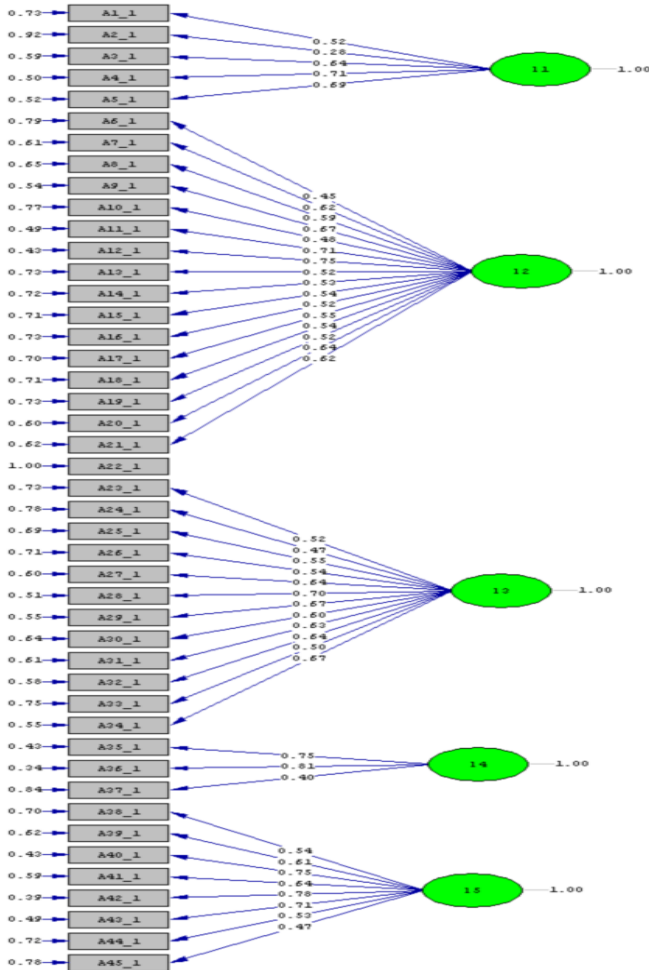 0.73 A1_1
0.92 A2_1
0.59 A3_1
0.50 A4_1
0.52 A5_1
0.79 A6_1
0.61 A7_1
0.65 A8_1
0.54 A9_1
0.77 A10_1
0.49 A11_1
0.43 A12_1
0.73 A13_1
0.72 A14_1
0.71 A15_1
0.73 A16_1
0.70 A17_1
0.71 A18_1
0.73 A19_1
0.60 A20_1
0.62 A21_1
1.00 A22_1
0.73 A23_1
0.78 A24_1
0.69 A25_1
0.71 A26_1
0.60 A27_1
0.51 A28_1
0.55 A29_1
0.64 A30_1
0.61 A31_1
0.58 A32_1
0.75 A33_1
0.55 A34_1
0.43 A35_1
0.34 A36_1
0.84 A37_1
0.70 A38_1
0.62 A39_1
0.43 A40_1
0.59 A41_1
0.39 A42_1
0.49 A43_1
0.72 A44_1
0.78 A45_1
0.52
0.28
0.64
0.71
0.69
11 1.00
0.45
0.62
0.59
0.67
0.48
0.71
0.75
0.52
0.53
0.54
0.52
0.55
0.54
0.52
0.64
0.62
12 1.00
0.52
0.47
0.55
0.54
0.64
0.70
0.67
0.60
0.63
0.64
0.50
0.67
13 1.00
0.75
0.81
0.40
14 1.00
0.54
0.61
0.75
0.64
0.78
0.71
0.53
0.47
15 1.00